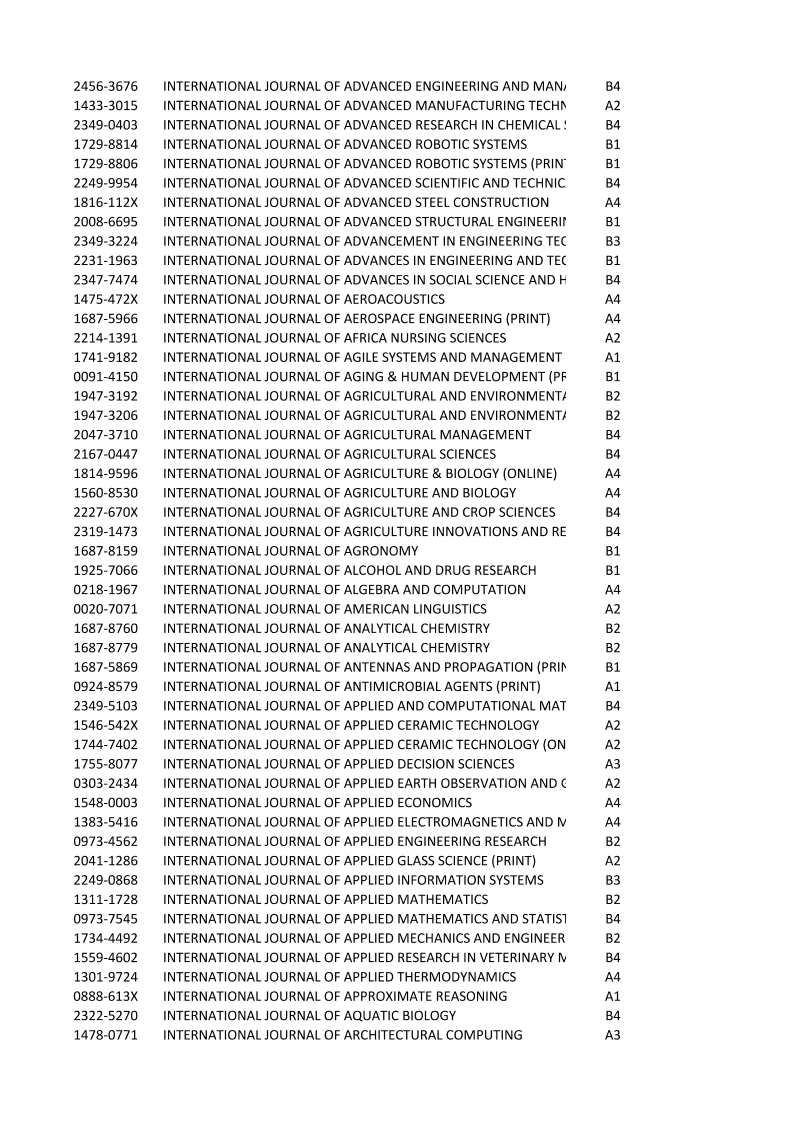 2456-3676 INTERNATIONAL JOURNAL OF ADVANCED ENGINEERING AND MANA B4
1433-3015 INTERNATIONAL JOURNAL OF ADVANCED MANUFACTURING TECHN A2
2349-0403 INTERNATIONAL JOURNAL OF ADVANCED RESEARCH IN CHEMICAL S B4
1729-8814 INTERNATIONAL JOURNAL OF ADVANCED ROBOTIC SYSTEMS B1
1729-8806 INTERNATIONAL JOURNAL OF ADVANCED ROBOTIC SYSTEMS (PRINT B1
2249-9954 INTERNATIONAL JOURNAL OF ADVANCED SCIENTIFIC AND TECHNIC B4
1816-112X INTERNATIONAL JOURNAL OF ADVANCED STEEL CONSTRUCTION A4
2008-6695 INTERNATIONAL JOURNAL OF ADVANCED STRUCTURAL ENGINEERIN B1
2349-3224 INTERNATIONAL JOURNAL OF ADVANCEMENT IN ENGINEERING TEC B3
2231-1963 INTERNATIONAL JOURNAL OF ADVANCES IN ENGINEERING AND TEC B1
2347-7474 INTERNATIONAL JOURNAL OF ADVANCES IN SOCIAL SCIENCE AND H B4
1475-472X INTERNATIONAL JOURNAL OF AEROACOUSTICS A4
1687-5966 INTERNATIONAL JOURNAL OF AEROSPACE ENGINEERING (PRINT) A4
2214-1391 INTERNATIONAL JOURNAL OF AFRICA NURSING SCIENCES A2
1741-9182 INTERNATIONAL JOURNAL OF AGILE SYSTEMS AND MANAGEMENT A1
0091-4150 INTERNATIONAL JOURNAL OF AGING & HUMAN DEVELOPMENT (PR B1
1947-3192 INTERNATIONAL JOURNAL OF AGRICULTURAL AND ENVIRONMENTA B2
1947-3206 INTERNATIONAL JOURNAL OF AGRICULTURAL AND ENVIRONMENTA B2
2047-3710 INTERNATIONAL JOURNAL OF AGRICULTURAL MANAGEMENT B4
2167-0447 INTERNATIONAL JOURNAL OF AGRICULTURAL SCIENCES B4
1814-9596 INTERNATIONAL JOURNAL OF AGRICULTURE & BIOLOGY (ONLINE) A4
1560-8530 INTERNATIONAL JOURNAL OF AGRICULTURE AND BIOLOGY A4
2227-670X INTERNATIONAL JOURNAL OF AGRICULTURE AND CROP SCIENCES B4
2319-1473 INTERNATIONAL JOURNAL OF AGRICULTURE INNOVATIONS AND RE B4
1687-8159 INTERNATIONAL JOURNAL OF AGRONOMY B1
1925-7066 INTERNATIONAL JOURNAL OF ALCOHOL AND DRUG RESEARCH B1
0218-1967 INTERNATIONAL JOURNAL OF ALGEBRA AND COMPUTATION A4
0020-7071 INTERNATIONAL JOURNAL OF AMERICAN LINGUISTICS A2
1687-8760 INTERNATIONAL JOURNAL OF ANALYTICAL CHEMISTRY B2
1687-8779 INTERNATIONAL JOURNAL OF ANALYTICAL CHEMISTRY B2
1687-5869 INTERNATIONAL JOURNAL OF ANTENNAS AND PROPAGATION (PRIN B1
0924-8579 INTERNATIONAL JOURNAL OF ANTIMICROBIAL AGENTS (PRINT) A1
2349-5103 INTERNATIONAL JOURNAL OF APPLIED AND COMPUTATIONAL MAT B4
1546-542X INTERNATIONAL JOURNAL OF APPLIED CERAMIC TECHNOLOGY A2
1744-7402 INTERNATIONAL JOURNAL OF APPLIED CERAMIC TECHNOLOGY (ON A2
1755-8077 INTERNATIONAL JOURNAL OF APPLIED DECISION SCIENCES A3
0303-2434 INTERNATIONAL JOURNAL OF APPLIED EARTH OBSERVATION AND G A2
1548-0003 INTERNATIONAL JOURNAL OF APPLIED ECONOMICS A4
1383-5416 INTERNATIONAL JOURNAL OF APPLIED ELECTROMAGNETICS AND M A4
0973-4562 INTERNATIONAL JOURNAL OF APPLIED ENGINEERING RESEARCH B2
2041-1286 INTERNATIONAL JOURNAL OF APPLIED GLASS SCIENCE (PRINT) A2
2249-0868 INTERNATIONAL JOURNAL OF APPLIED INFORMATION SYSTEMS B3
1311-1728 INTERNATIONAL JOURNAL OF APPLIED MATHEMATICS B2
0973-7545 INTERNATIONAL JOURNAL OF APPLIED MATHEMATICS AND STATIST B4
1734-4492 INTERNATIONAL JOURNAL OF APPLIED MECHANICS AND ENGINEER B2
1559-4602 INTERNATIONAL JOURNAL OF APPLIED RESEARCH IN VETERINARY M B4
1301-9724 INTERNATIONAL JOURNAL OF APPLIED THERMODYNAMICS A4
0888-613X INTERNATIONAL JOURNAL OF APPROXIMATE REASONING A1
2322-5270 INTERNATIONAL JOURNAL OF AQUATIC BIOLOGY B4
1478-0771 INTERNATIONAL JOURNAL OF ARCHITECTURAL COMPUTING A3